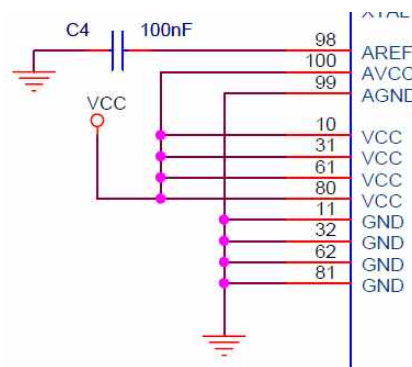 XTAL
C4 100nF 98 AREF
100 AVCC
99 AGND
VCC
10 VCC
31 VCC
61 VCC
80 VCC
11 GND
32 GND
62 GND
81 GND